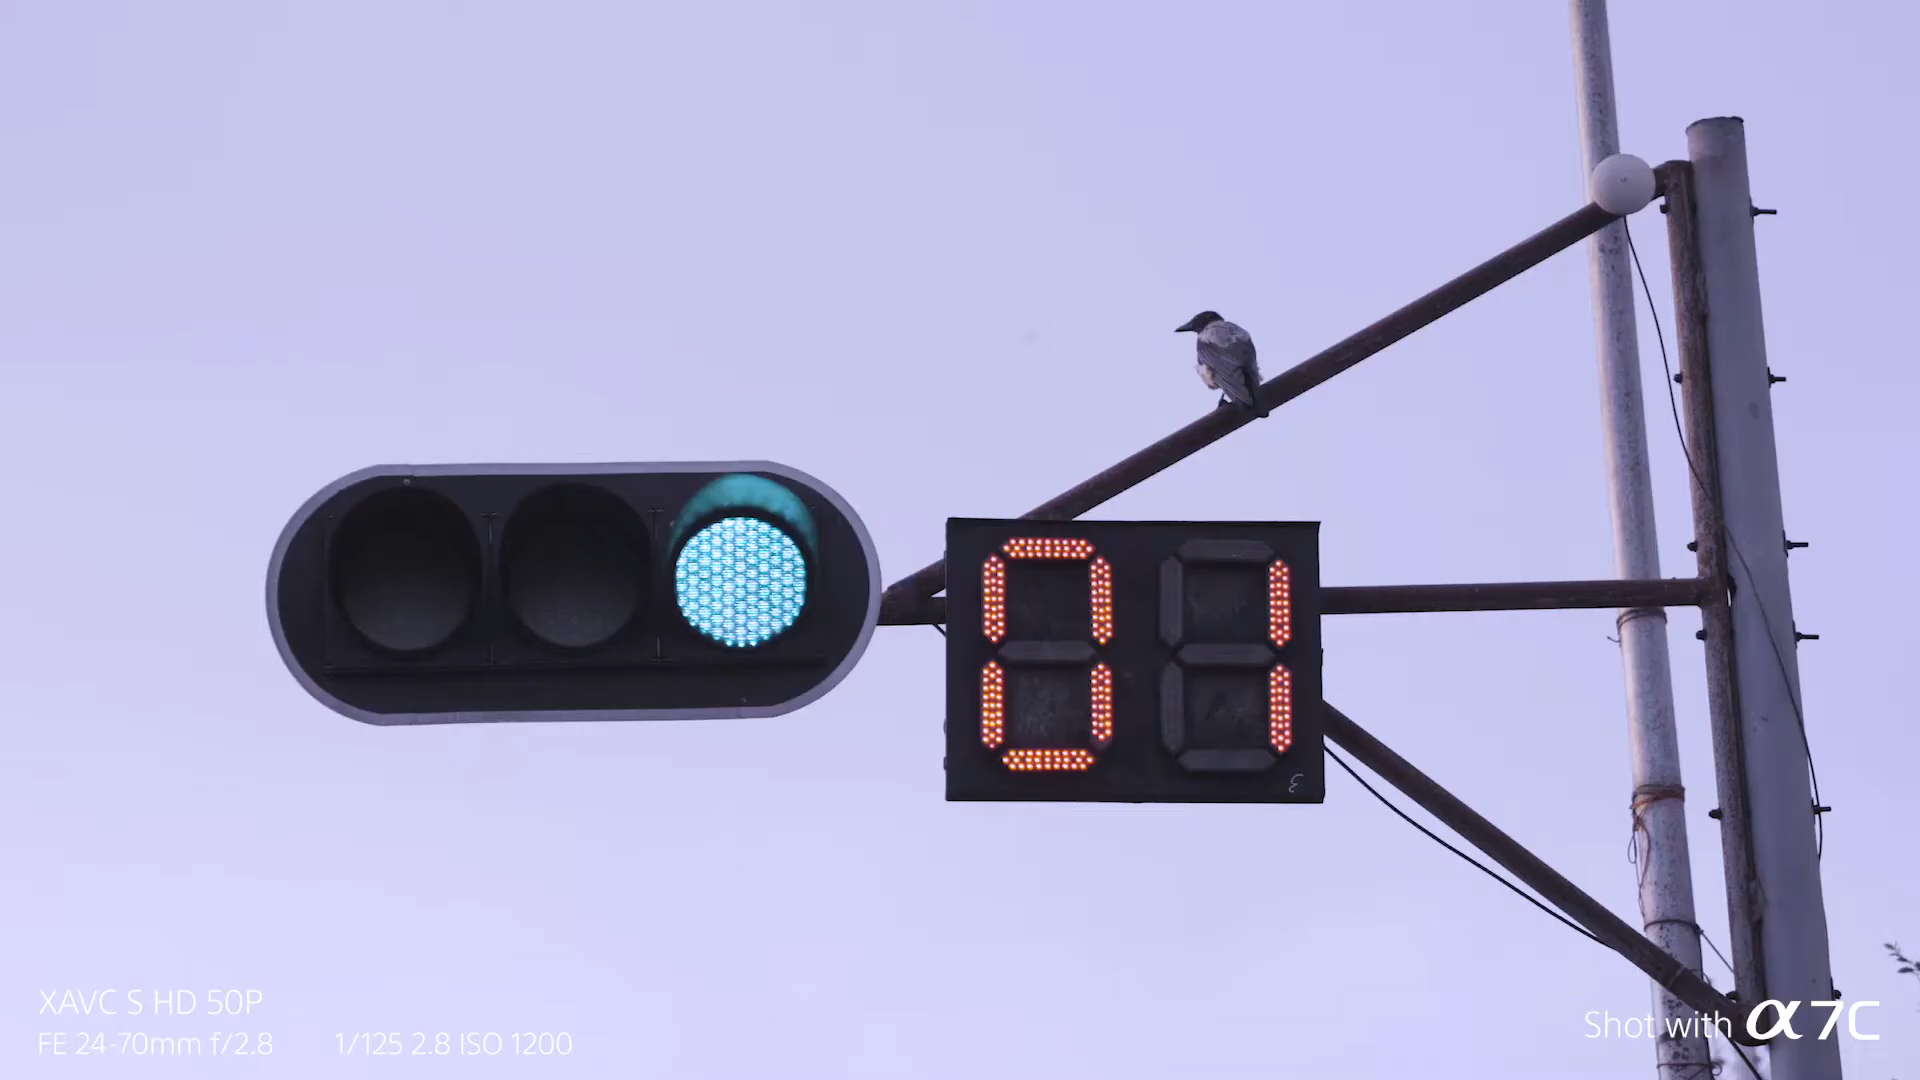 01
XAVC S HD 50P
FE 24-70mm f/2.8 1/125 2.8 ISO 1200
Shot with α7C